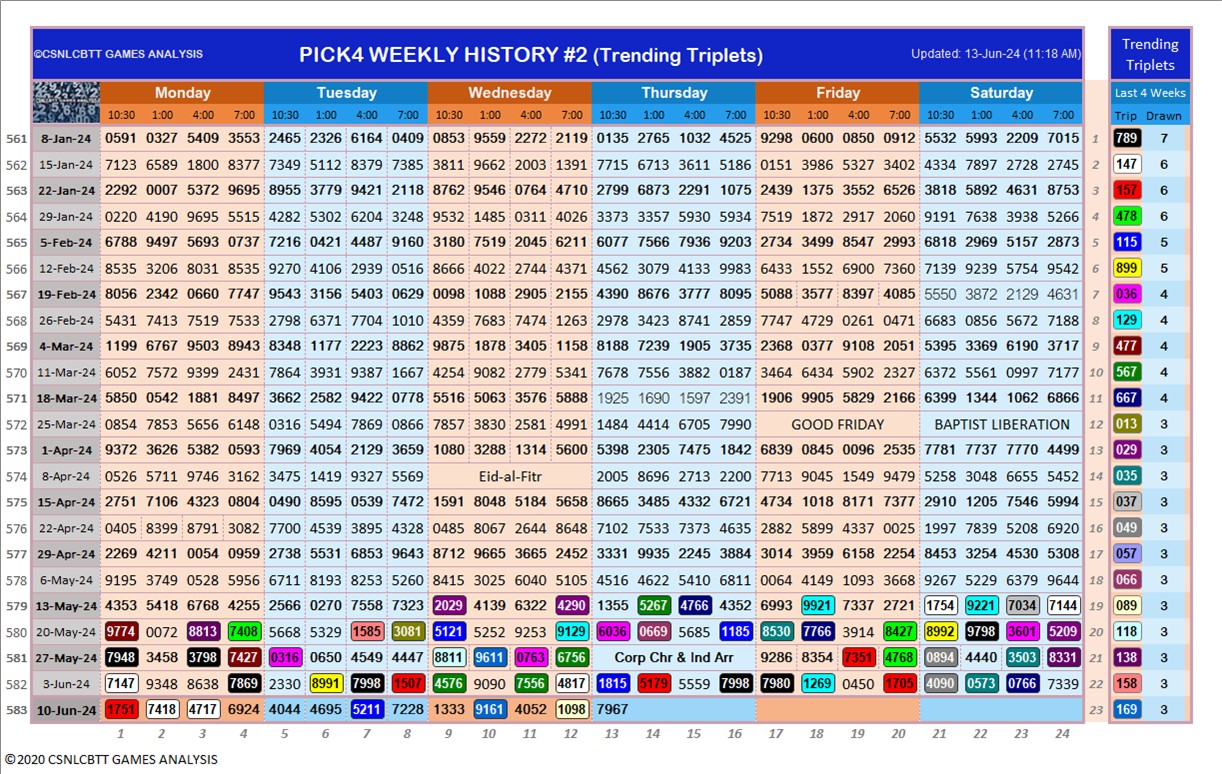 ©CSNLCBTT GAMES ANALYSIS PICK4 WEEKLY HISTORY #2 (Trending Triplets) Updated: 13-Jun-24 (11:18 AM) Trending Triplets
Monday Tuesday Wednesday Thursday Friday Saturday Last 4 Weeks
10:30 1:00 4:00 7:00 10:30 1:00 4:00 7:00 10:30 1:00 4:00 7:00 10:30 1:00 4:00 7:00 10:30 1:00 4:00 7:00 10:30 1:00 4:00 7:00 Trip Drawn
561 8-Jan-24 0591 0327 5409 3553 2465 2326 6164 0409 0853 9559 2272 2119 0135 2765 1032 4525 9298 0600 0850 0912 5532 5993 2209 7015 1 789 7
562 15-Jan-24 7123 6589 1800 8377 7349 5112 8379 7385 3011 9662 2003 1391 7715 6713 3611 5186 0151 3986 5327 3402 4334 7897 2728 2745 2 147 6
563 22-Jan-24 2292 0007 5372 9695 8955 3779 9421 2118 8762 9546 0764 4710 2799 6873 2291 1075 2439 1375 3552 6526 3818 5892 4631 8753 3 157 6
564 29-Jan-24 0220 4190 9695 5515 4282 5302 6204 3248 9532 1485 0311 4026 3373 3357 5930 5934 7519 1872 2917 2060 9191 7638 3938 5266 4 478 6
565 5-Feb-24 6788 9497 5693 0737 7216 0421 4487 9160 3180 7519 2045 6211 6077 7566 7936 9203 2734 3499 8547 2993 6818 2969 5157 2873 5 115 5
566 12-Feb-24 8535 3206 8031 8535 9270 4106 2939 0516 8666 4022 2744 4371 4562 3079 4133 9983 6433 1552 6900 7360 7139 9239 5754 9542 6 899 5
567 19-Feb-24 8056 2342 0660 7747 9543 3156 5403 0629 9098 1088 2905 2155 4390 8676 3777 8095 5088 3577 8397 4085 5550 3872 2129 4631 7 036 4
568 26-Feb-24 5431 7413 7519 7533 2798 6371 7704 1010 4359 7683 7474 1263 2978 3423 8741 2859 7747 4729 0261 0471 6683 0856 5672 7188 8 129 4
569 4-Mar-24 1199 6767 9503 8943 8348 1177 2223 8862 9875 1878 3405 1158 8188 7239 1905 3735 2368 0377 9108 2051 5395 3369 6190 3717 9 477 4
570 11-Mar-24 6052 7572 9399 2431 7864 3931 9387 1667 4254 9082 2779 5341 7678 7556 3882 0187 3464 6434 5902 2327 6372 5561 0997 7177 10 567 4
571 18-Mar-24 5850 0542 1881 8497 3662 2582 9422 0778 5516 5063 3576 5888 1925 1690 1597 2391 1906 9905 5829 2166 6399 1344 1062 6866 11 667 4
572 25-Mar-24 0854 7853 5656 6148 0316 5494 7869 0866 7857 3830 2581 4991 1484 4414 6705 7990 GOOD FRIDAY BAPTIST LIBERATION 12 013 3
573 1-Apr-24 9372 3626 5382 0593 7969 4054 2129 3659 1080 3288 1314 5600 5398 2305 7475 1842 6839 0845 0096 2535 7781 7737 7770 4499 13 029 3
574 8-Apr-24 0526 5711 9746 3162 3475 1419 9327 5569 Eid-al-Fitr 2005 8696 2713 2200 7713 9045 1549 9479 5258 3048 6655 5452 14 035 3
575 15-Apr-24 2751 7106 4323 0804 0490 8595 0539 7472 1591 8048 5184 5658 8665 3485 4332 6721 4734 1018 8171 9377 2910 1205 7546 5994 15 037 3
576 22-Apr-24 0405 8399 8791 3082 7700 4539 3895 4328 0485 8067 2644 8648 7102 7533 7373 4635 2882 5899 4337 0025 1997 7839 5208 6920 16 049 3
577 29-Apr-24 2269 4211 0054 0959 2738 5531 6853 9643 8712 9665 3665 2452 3331 9935 2245 3884 3014 3959 6158 2254 8453 3254 4530 5308 17 057 3
578 6-May-24 9195 3749 0528 5956 6711 8193 8253 5260 8415 3025 6040 5105 4516 4622 5410 6811 0064 4149 1093 3668 9267 5229 6379 9644 18 066 3
579 13-May-24 4353 5418 6768 4255 2566 0270 7558 7323 2029 4139 6322 4290 1355 5267 4766 4352 6993 9921 7337 2721 1754 9221 7034 7144 19 089 3
580 20-May-24 9774 0072 8813 7408 5668 5329 1585 3081 5121 5252 9253 9129 6036 0669 5685 1185 8530 7766 3914 8427 8992 9798 3601 5209 20 118 3
581 27-May-24 7948 3458 3798 7427 0316 0650 4549 4447 8811 9611 0763 6756 Corp Chr & Ind Arr 9286 8354 7351 4768 0894 4440 3503 8331 21 138 3
582 3-Jun-24 7147 9348 8638 7869 2330 8991 7998 1507 4576 9090 7556 4817 1815 5179 5559 7998 7980 1269 0450 1705 4090 0573 0766 7339 22 158 3
583 10-Jun-24 1751 7418 4717 6924 4044 4695 5211 7228 1333 9161 4052 1098 7967 23 169 3
1 2 3 4 5 6 7 8 9 10 11 12 13 14 15 16 17 18 19 20 21 22 23 24
©2020 CSNLCBTT GAMES ANALYSIS